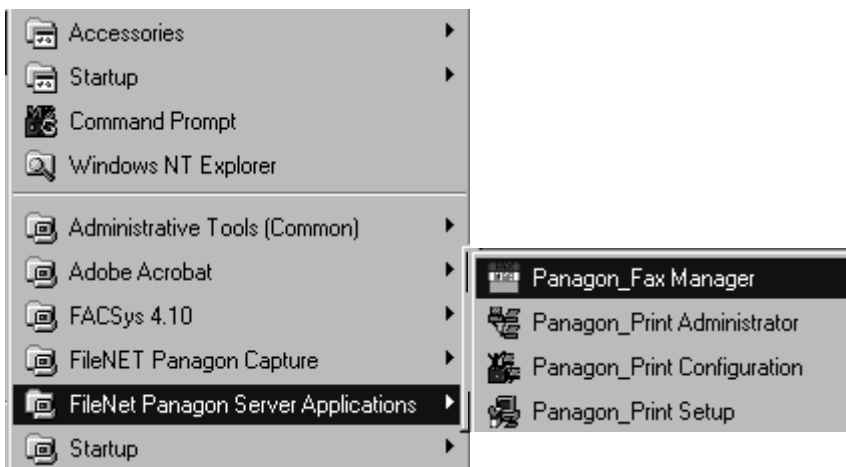 Accessories
Startup
Command Prompt
Windows NT Explorer
Administrative Tools (Common)
Adobe Acrobat
FACSys 4.10
FileNET Panagon Capture
FileNet Panagon Server Applications
Startup
Panagon_Fax Manager
Panagon_Print Administrator
Panagon_Print Configuration
Panagon_Print Setup